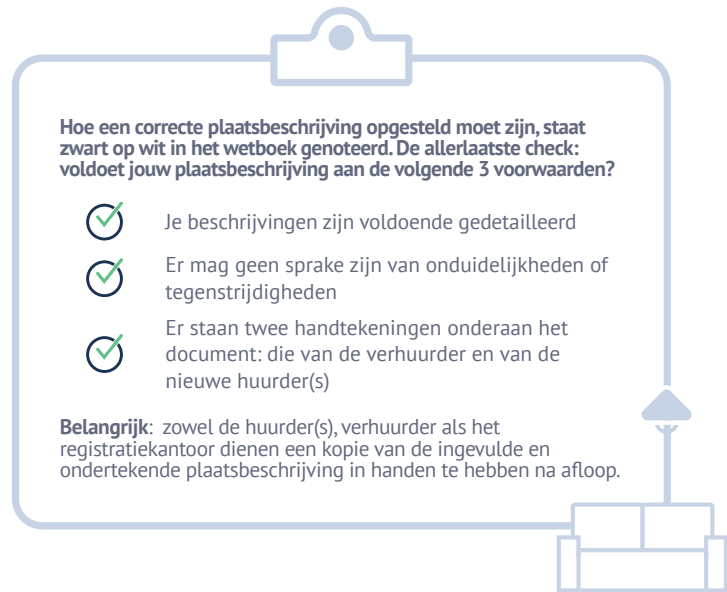 Hoe een correcte plaatsbeschrijving opgesteld moet zijn, staat
zwart op wit in het wetboek genoteerd. De allerlaatste check:
voldoet jouw plaatsbeschrijving aan de volgende 3 voorwaarden?
Je beschrijvingen zijn voldoende gedetailleerd
Er mag geen sprake zijn van onduidelijkheden of
tegenstrijdigheden
Er staan twee handtekeningen onderaan het
document: die van de verhuurder en van de
nieuwe huurder(s)
Belangrijk: zowel de huurder(s), verhuurder als het
registratiekantoor dienen een kopie van de ingevulde en
ondertekende plaatsbeschrijving in handen te hebben na afloop.